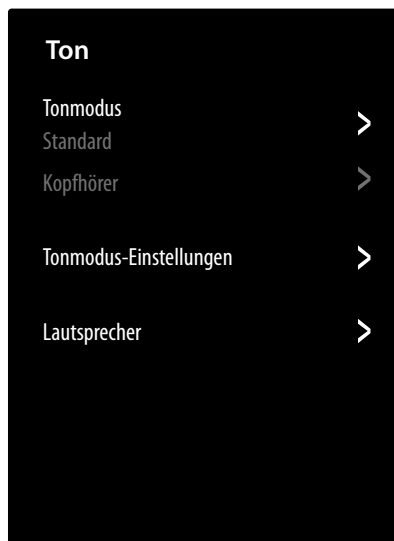 Ton
Tonmodus
Standard
Kopfhörer
Tonmodus-Einstellungen
Lautsprecher